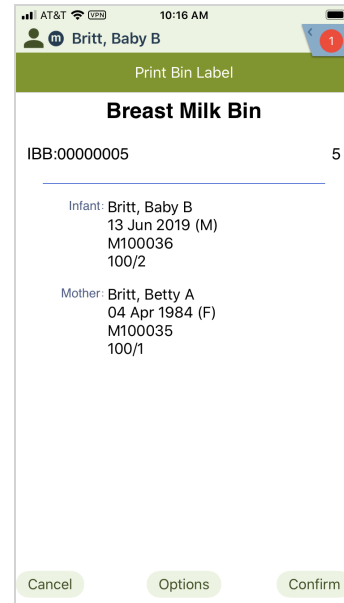 AT&T VPN 10:16 AM
m Britt, Baby B
1
Print Bin Label
Breast Milk Bin
IBB:00000005 5
Infant: Britt, Baby B
13 Jun 2019 (M)
M100036
100/2
Mother: Britt, Betty A
04 Apr 1984 (F)
M100035
100/1
Cancel Options Confirm